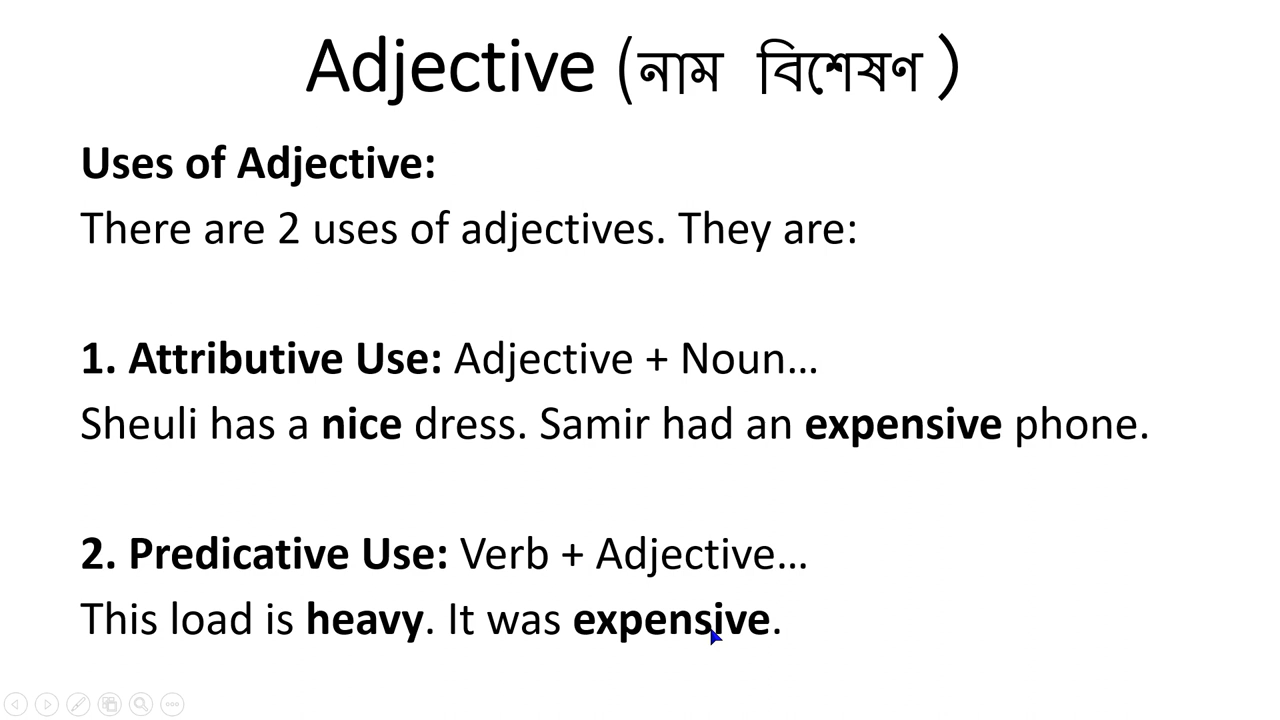 Adjective (নাম বিশেষণ )
Uses of Adjective:
There are 2 uses of adjectives. They are:
1. Attributive Use: Adjective + Noun…
Sheuli has a nice dress. Samir had an expensive phone.
2. Predicative Use: Verb + Adjective…
This load is heavy. It was expensive.